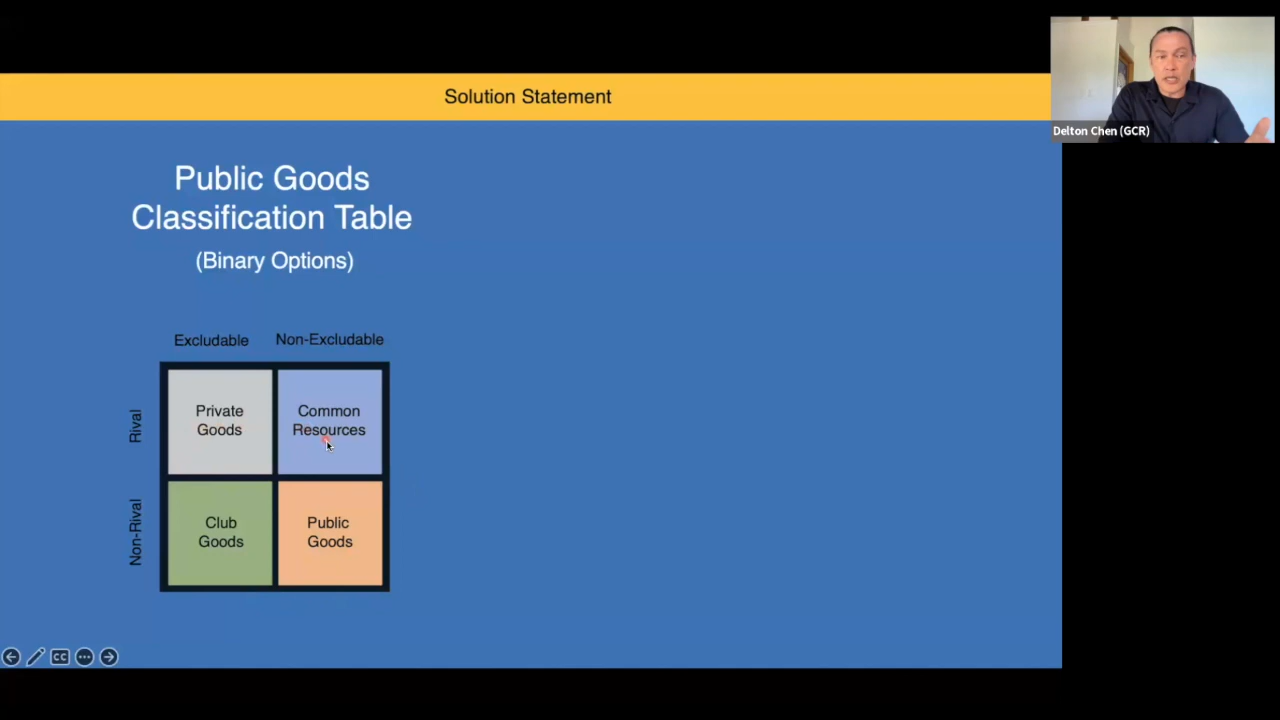 Solution Statement
Delton Chen (GCR)
Public Goods
Classification Table
(Binary Options)
Excludable Non-Excludable
Rival
Private
Goods
Common
Resources
Non-Rival
Club
Goods
Public
Goods
CC